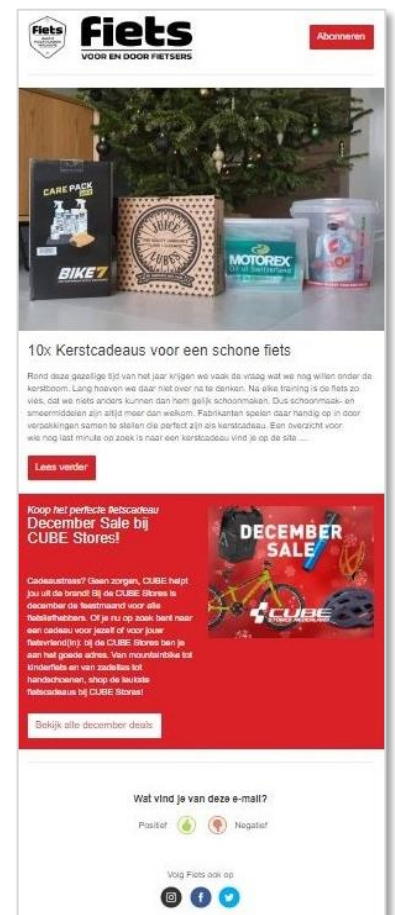 Fiets
fiets
VOOR EN DOOR FIETSERS
Abonneren
CARE PACK
BIKE7
JUICE
LUBES
MOTOREX
Oil of Switzerland
10x Kerstcadeaus voor een schone fiets
Rond deze gezellige tijd van het jaar krijgen we vaak de vraag wat we nog willen onder de
kerstboom. Lang hoeven we daar niet over na te denken. Na elke training is de fiets zo
vies, dat we niets anders kunnen dan hem gelijk schoonmaken. Dus schoonmaak- en
smeermiddelen zijn altijd meer dan welkom. Fabrikanten spelen daar handig op in door
verpakkingen samen te stellen die perfect zijn als kerstcadeau. Een overzicht voor
wie nog last minute op zoek is naar een kerstcadeau vind je op de site ....
Lees verder
Koop het perfecte fietscadeau
December Sale bij
CUBE Stores!
Cadeaustress? Geen zorgen, CUBE helpt
jou uit de brand! Bij de CUBE Stores is
december de feestmaand voor alle
fietsliefhebbers. Of je nu op zoek bent naar
een cadeau voor jezelf of voor jouw
fietsvriend(in): bij de CUBE Stores ben je
aan het goede adres. Van mountainbike tot
kinderfiets en van zadeltas tot
handschoenen, shop de leukste
fietscadeaus bij CUBE Stores!
DECEMBER
SALE
CUBE
STORES NEDERLAND
Bekijk alle december deals
Wat vind je van deze e-mail?
Positief
Negatief
Volg Fiets ook op